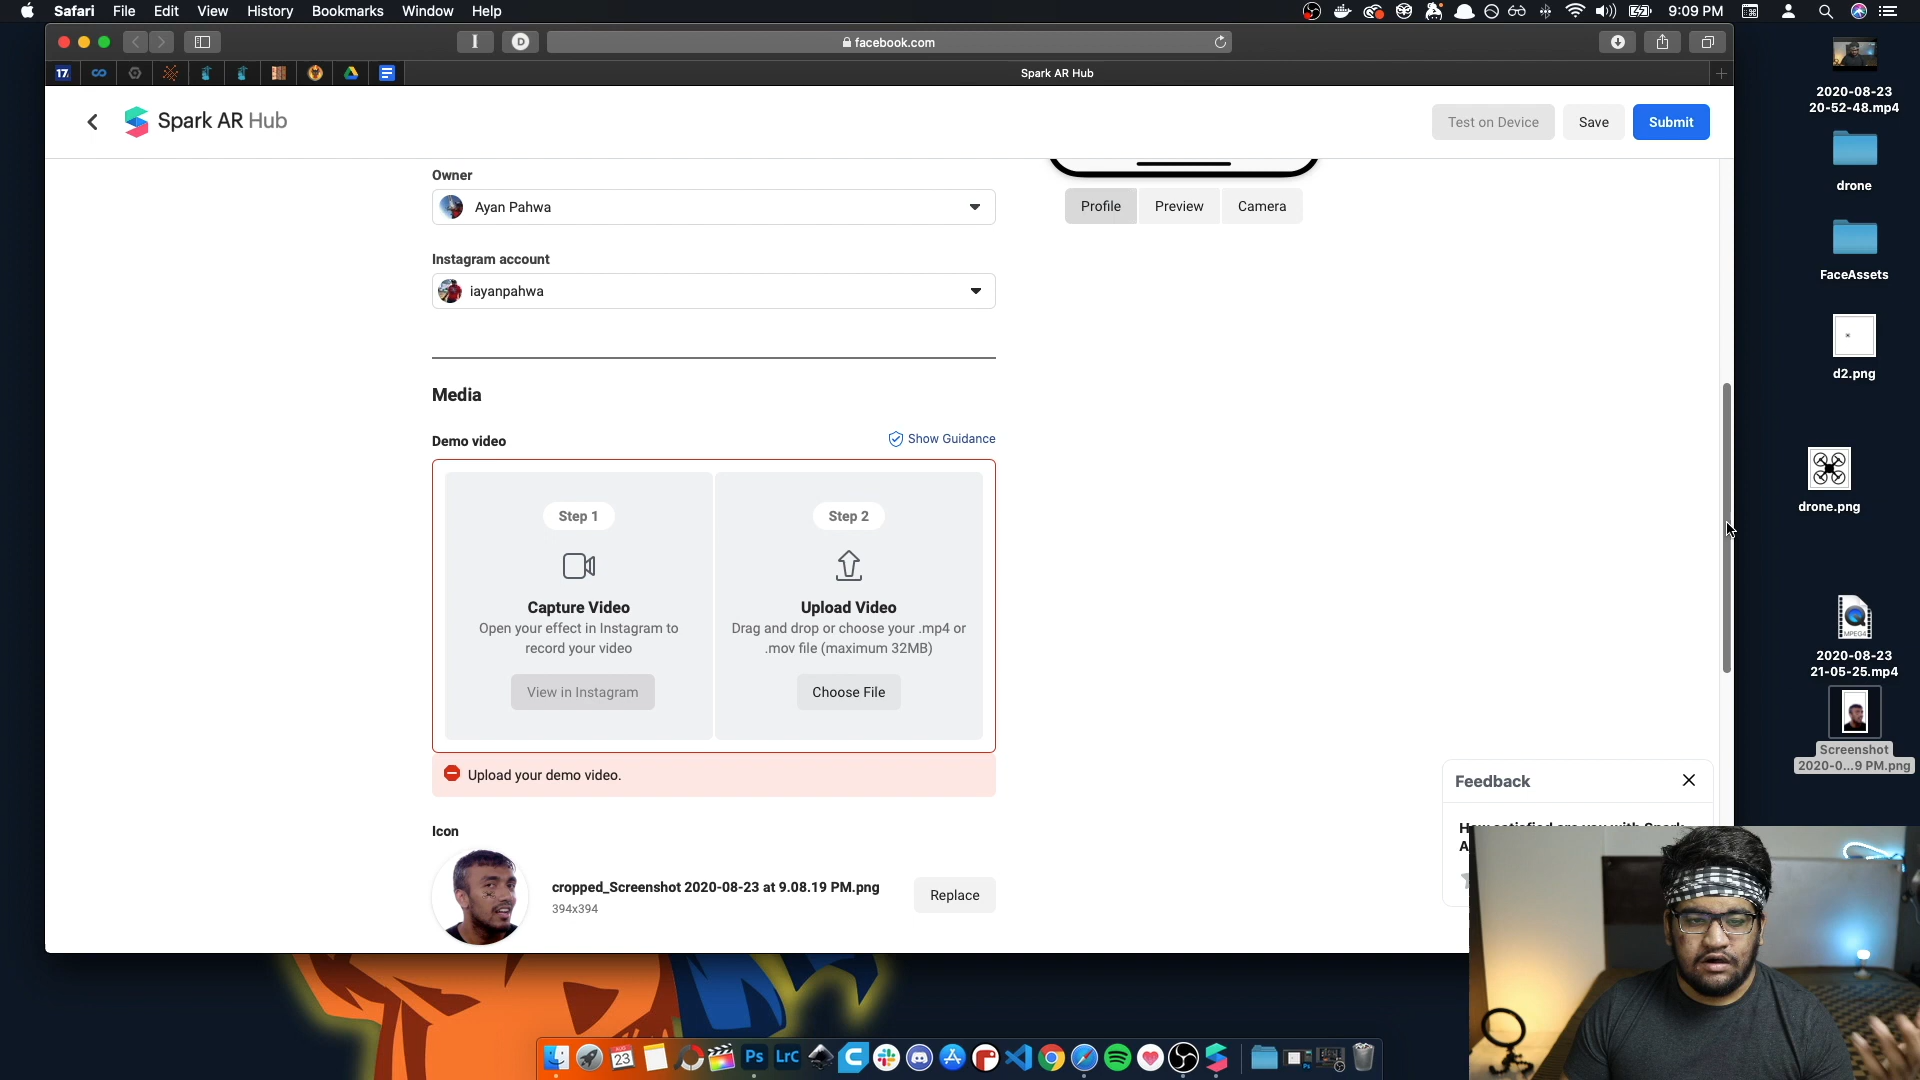 Safari File Edit View History Bookmarks Window Help
9:09 PM
facebook.com
17
Spark AR Hub
Spark AR Hub
Test on Device
Save
Submit
Owner
Ayan Pahwa
Instagram account
iayanpahwa
Profile
Preview
Camera
Media
Demo video
Show Guidance
Step 1
Capture Video
Open your effect in Instagram to
record your video
View in Instagram
Step 2
Upload Video
Drag and drop or choose your .mp4 or
.mov file (maximum 32MB)
Choose File
Upload your demo video.
Icon
cropped_Screenshot 2020-08-23 at 9.08.19 PM.png
394x394
Replace
Feedback
2020-08-23
20-52-48.mp4
drone
FaceAssets
d2.png
drone.png
MPEG4
2020-08-23
21-05-25.mp4
Screenshot
2020-0...9 PM.png
AUG
23
Ps
LrC